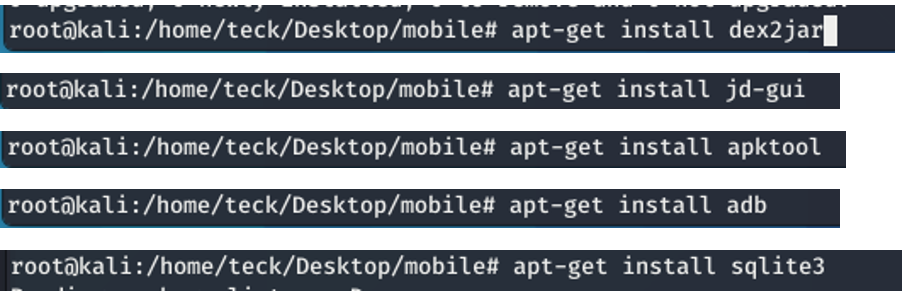 root@kali:/home/teck/Desktop/mobile# apt-get install dex2jar
root@kali:/home/teck/Desktop/mobile# apt-get install jd-gui
root@kali:/home/teck/Desktop/mobile# apt-get install apktool
root@kali:/home/teck/Desktop/mobile# apt-get install adb
root@kali:/home/teck/Desktop/mobile# apt-get install sqlite3